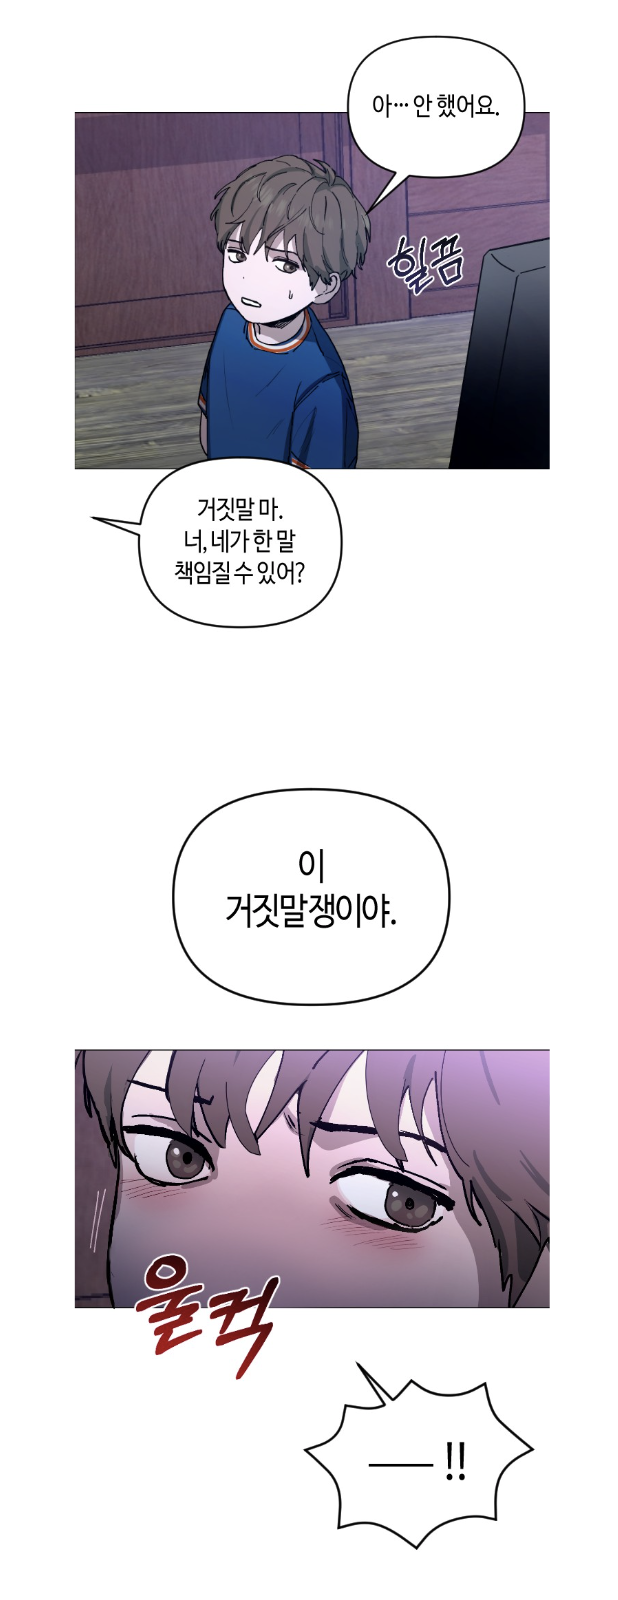 아… 안 했어요.
힐끔
거짓말 마.
너, 네가 한 말
책임질 수 있어?
이
거짓말쟁이야.
울컥
── !!